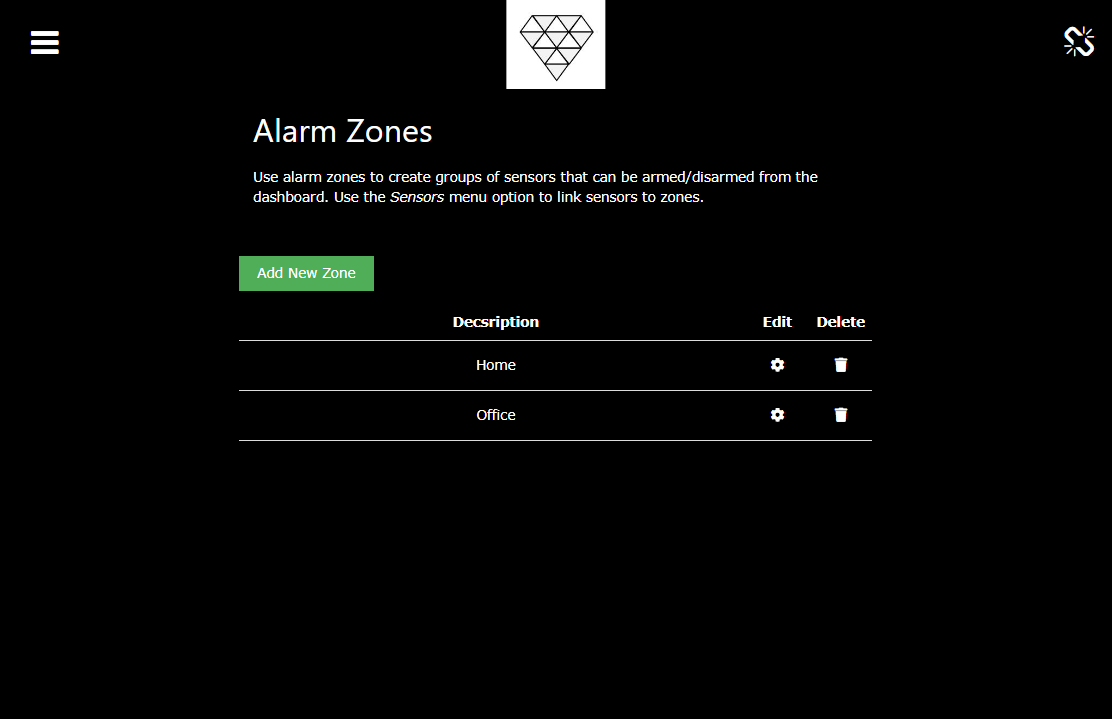 Alarm Zones
Use alarm zones to create groups of sensors that can be armed/disarmed from the
dashboard. Use the Sensors menu option to link sensors to zones.
Add New Zone
Decsription Edit Delete
Home
Office